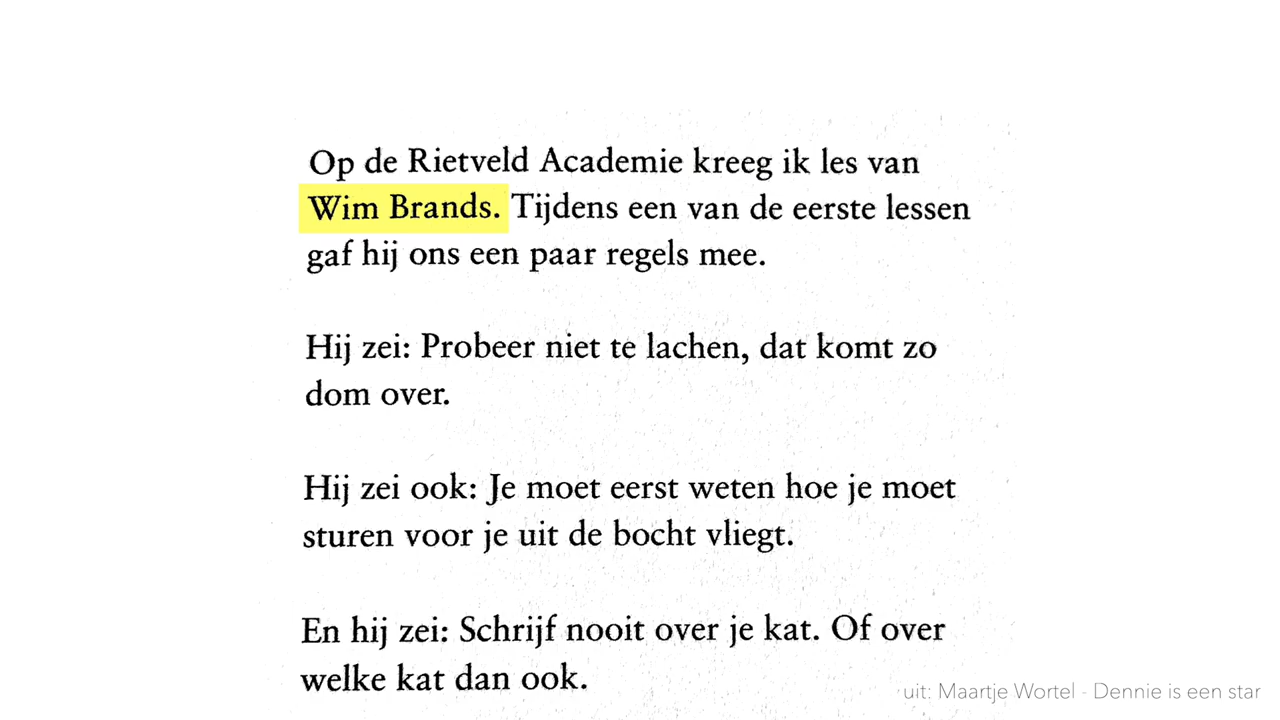 Op de Rietveld Academie kreeg ik les van
Wim Brands. Tijdens een van de eerste lessen
gaf hij ons een paar regels mee.
Hij zei: Probeer niet te lachen, dat komt zo
dom over.
Hij zei ook: Je moet eerst weten hoe je moet
sturen voor je uit de bocht vliegt.
En hij zei: Schrijf nooit over je kat. Of over
welke kat dan ook.
uit: Maartje Wortel - Dennie is een star